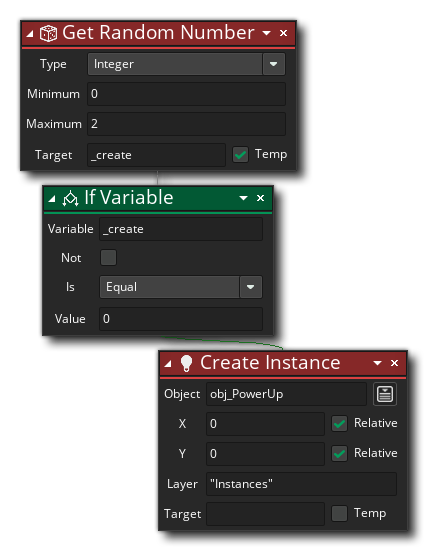 Get Random Number
Type Integer
Minimum 0
Maximum 2
Target _create Temp
If Variable
Variable _create
Not
Is Equal
Value 0
Create Instance
Object obj_PowerUp
X 0 Relative
Y 0 Relative
Layer "Instances"
Target Temp